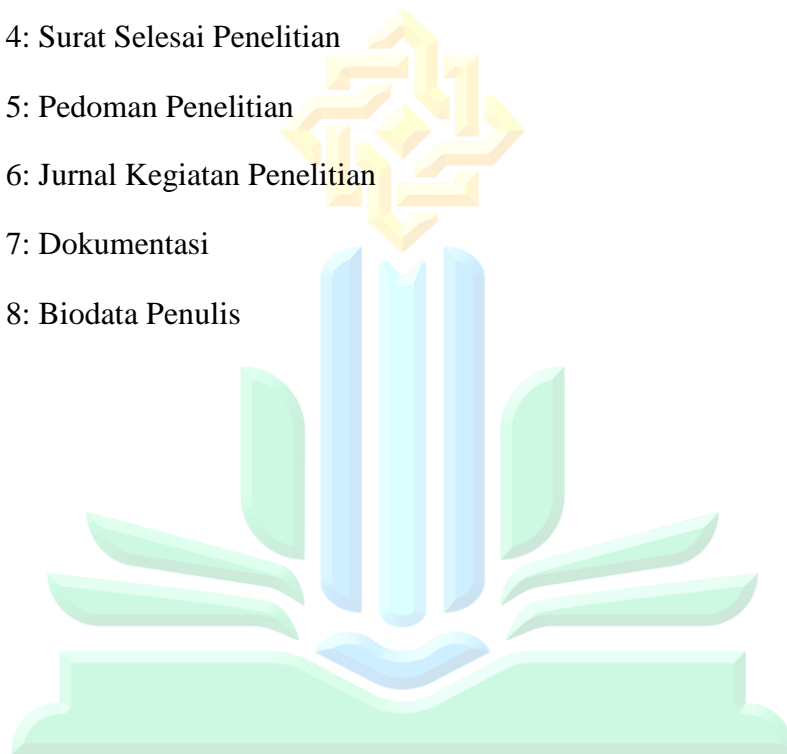 4: Surat Selesai Penelitian
5: Pedoman Penelitian
6: Jurnal Kegiatan Penelitian
7: Dokumentasi
8: Biodata Penulis